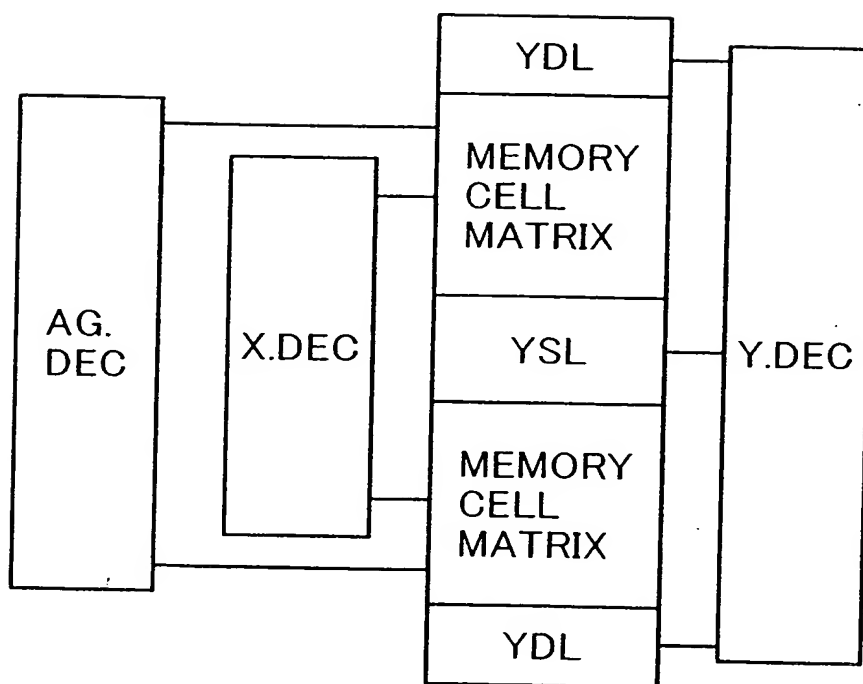 YDL
MEMORY
CELL
MATRIX
AG.
DEC
X.DEC
YSL
Y.DEC
MEMORY
CELL
MATRIX
YDL